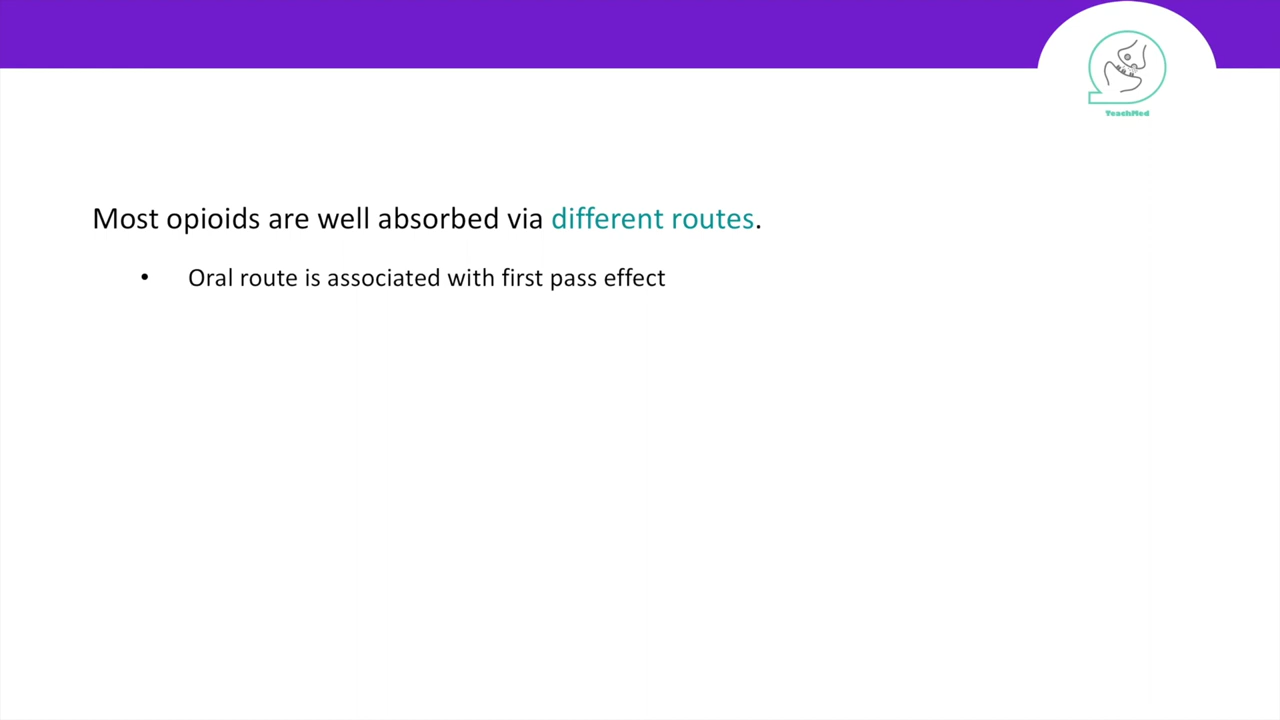 TeachMed
Most opioids are well absorbed via different routes.
• Oral route is associated with first pass effect